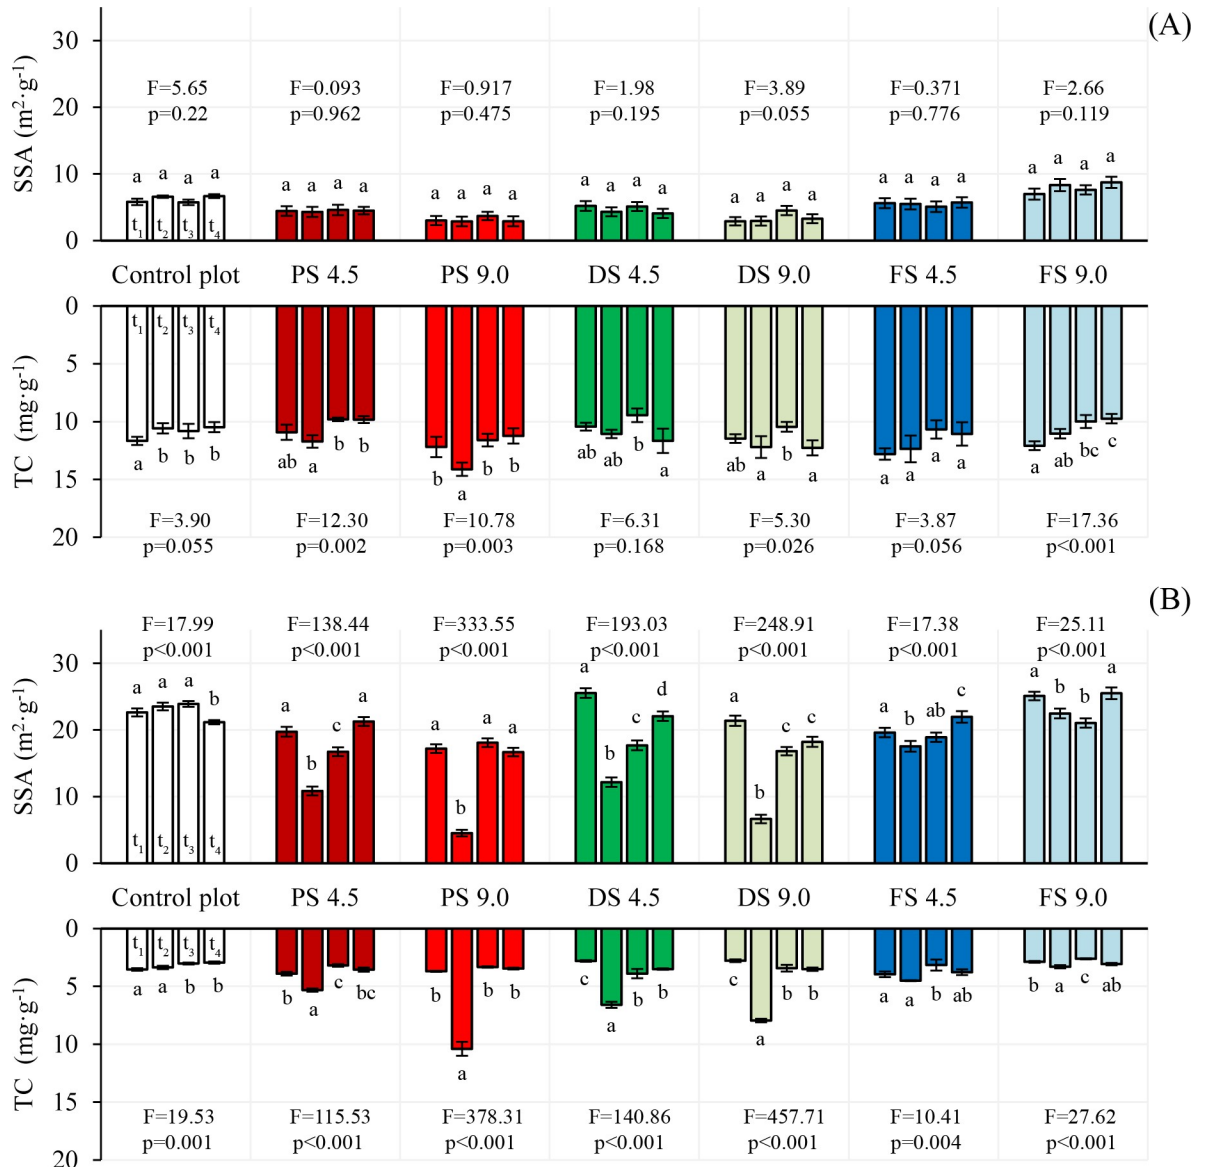 (A)
SSA (m²·g⁻¹)
30
20
10
0
F=5.65 F=0.093 F=0.917 F=1.98 F=3.89 F=0.371 F=2.66
p=0.22 p=0.962 p=0.475 p=0.195 p=0.055 p=0.776 p=0.119
a a a a a a a a a a a a a a a a a a a a a a a a a a a a
t₁ t₂ t₃ t₄
Control plot PS 4.5 PS 9.0 DS 4.5 DS 9.0 FS 4.5 FS 9.0
TC (mg·g⁻¹)
0
5
10
15
20
t₁ t₂ t₃ t₄
a b b b ab a b b b a b b ab ab b a ab a b a a a a a a ab bc c
F=3.90 F=12.30 F=10.78 F=6.31 F=5.30 F=3.87 F=17.36
p=0.055 p=0.002 p=0.003 p=0.168 p=0.026 p=0.056 p<0.001
(B)
F=17.99 F=138.44 F=333.55 F=193.03 F=248.91 F=17.38 F=25.11
p<0.001 p<0.001 p<0.001 p<0.001 p<0.001 p<0.001 p<0.001
SSA (m²·g⁻¹)
30
20
10
0
a a a b a b c a a b a a a b c d a b c c a b ab c a b b a
t₁ t₂ t₃ t₄
Control plot PS 4.5 PS 9.0 DS 4.5 DS 9.0 FS 4.5 FS 9.0
TC (mg·g⁻¹)
0
5
10
15
20
t₁ t₂ t₃ t₄
a a b b b a c bc b a b b c a b b c a b b a a b ab b a c ab
F=19.53 F=115.53 F=378.31 F=140.86 F=457.71 F=10.41 F=27.62
p=0.001 p<0.001 p<0.001 p<0.001 p<0.001 p=0.004 p<0.001